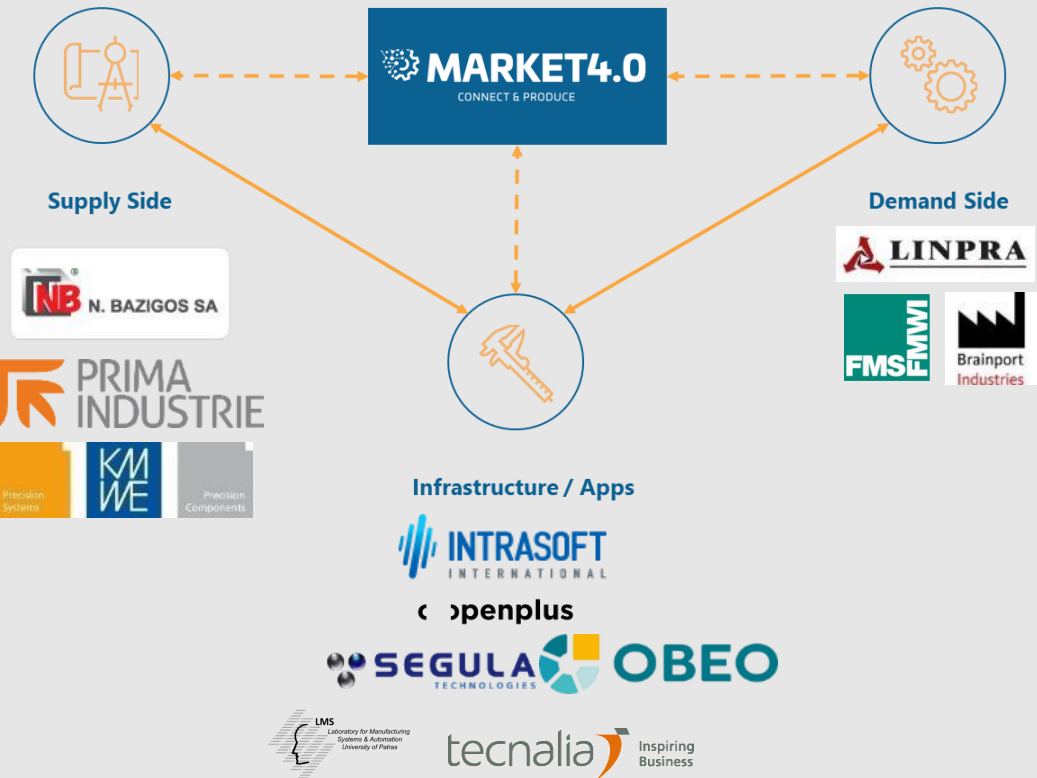 MARKET4.0
CONNECT & PRODUCE
Supply Side
Demand Side
NB ® N. BAZIGOS SA
PRIMA
INDUSTRIE
Precision
Systems
KM
WE
Precision
Components
LINPRA
FMS
FMWI
Brainport
Industries
Infrastructure / Apps
INTRASOFT
INTERNATIONAL
openplus
SEGULA
TECHNOLOGIES
OBEO
LMS
Laboratory for Manufacturing
Systems & Automation
University of Patras
tecnalia
Inspiring
Business